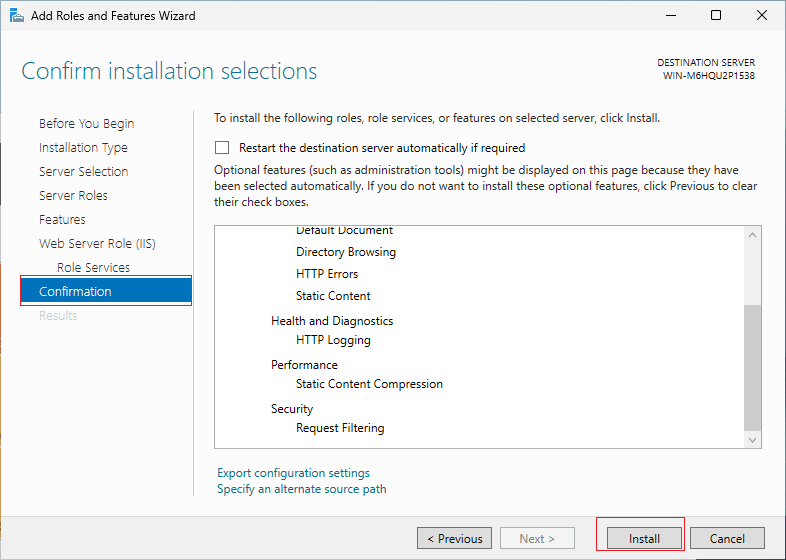 Add Roles and Features Wizard
Confirm installation selections
DESTINATION SERVER
WIN-M6HQU2P1538
Before You Begin
Installation Type
Server Selection
Server Roles
Features
Web Server Role (IIS)
Role Services
Confirmation
Results
To install the following roles, role services, or features on selected server, click Install.
Restart the destination server automatically if required
Optional features (such as administration tools) might be displayed on this page because they have
been selected automatically. If you do not want to install these optional features, click Previous to clear
their check boxes.
Default Document
Directory Browsing
HTTP Errors
Static Content
Health and Diagnostics
HTTP Logging
Performance
Static Content Compression
Security
Request Filtering
Export configuration settings
Specify an alternate source path
< Previous
Next >
Install
Cancel